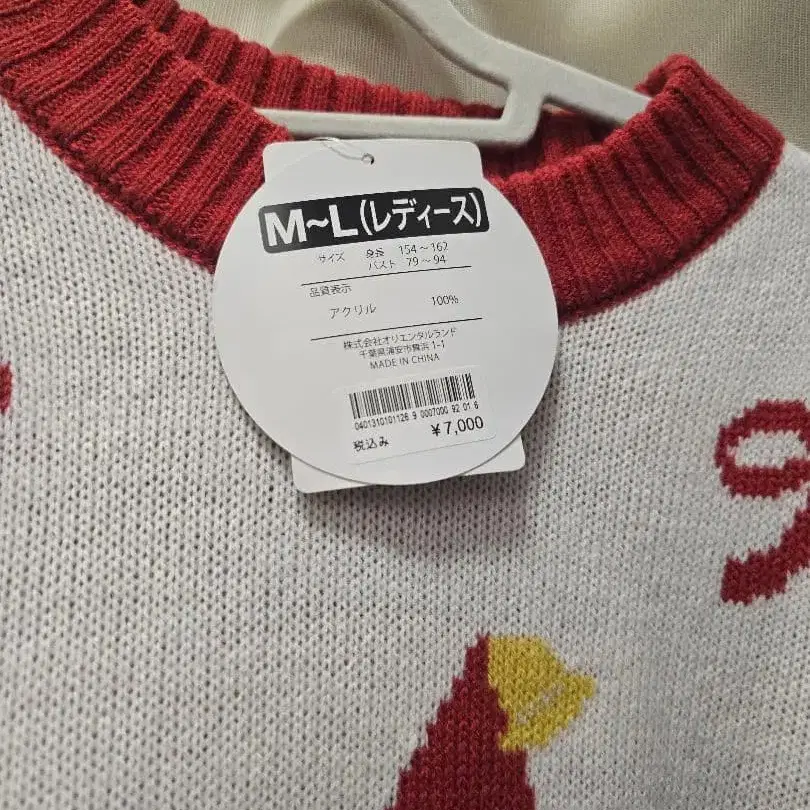 M~L(レディース)
サイズ 身長 154~162
バスト 79~94
品質表示
アクリル 100%
株式会社オリエンタルランド
千葉県浦安市舞浜 1-1
MADE IN CHINA
0401310101126 9 0007000 92 01 6
税込み ¥7,000
9